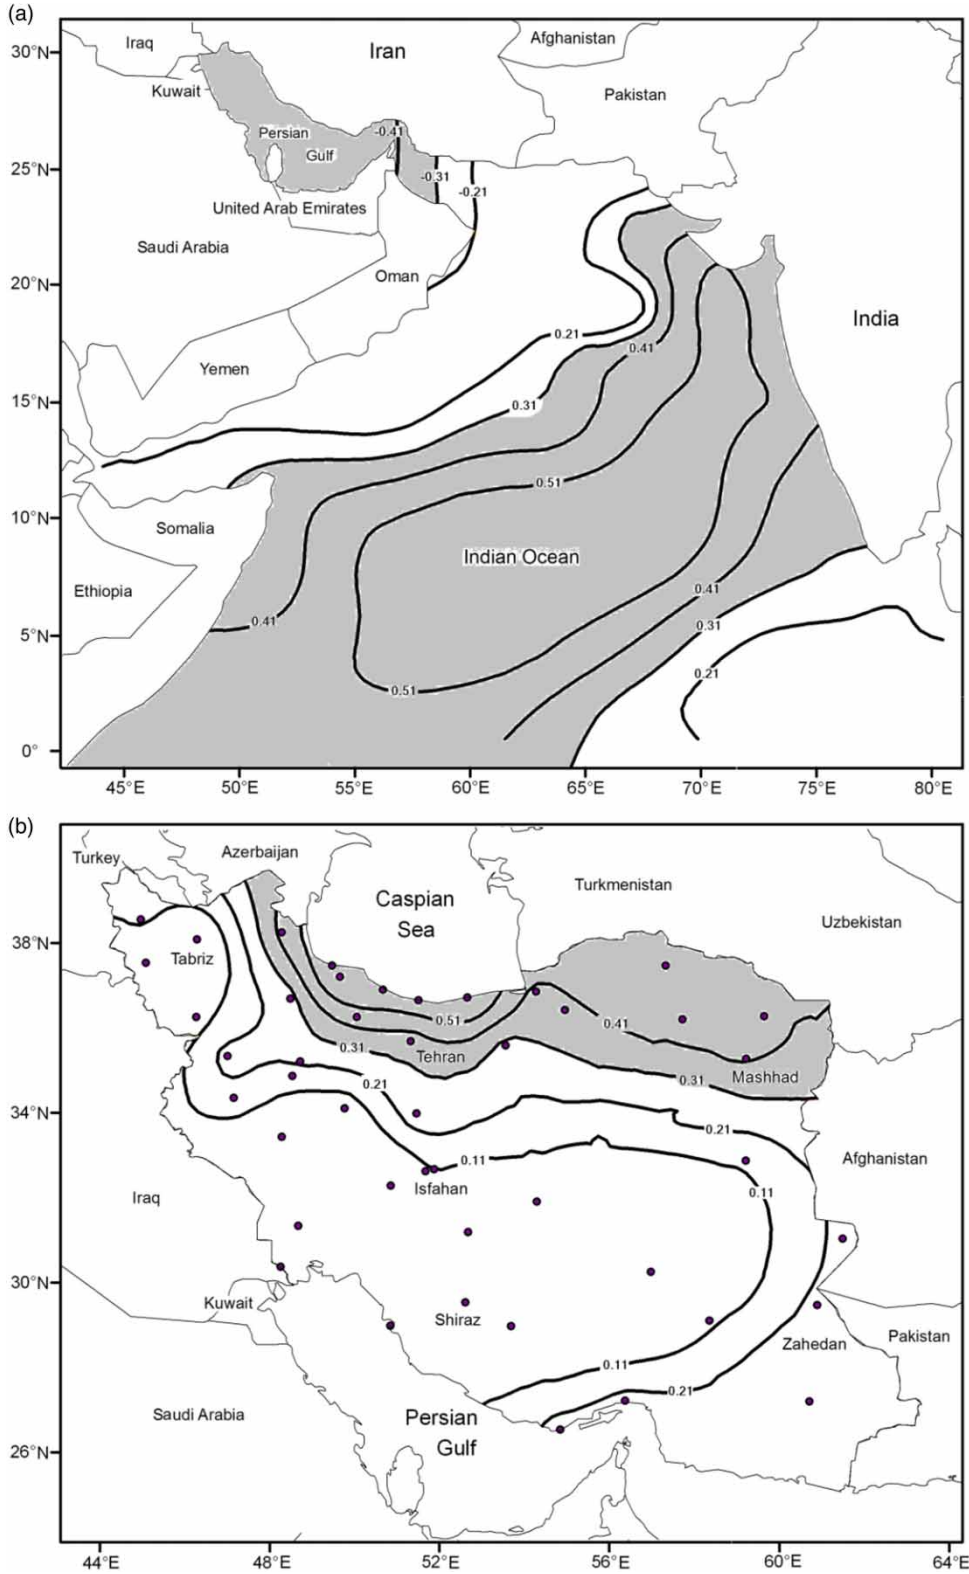 (a)
30°N
Iraq
Iran
Afghanistan
Kuwait
Pakistan
Persian
Gulf
-0.41
25°N
-0.31
-0.21
United Arab Emirates
Saudi Arabia
Oman
20°N
India
0.21
0.41
Yemen
15°N
0.31
0.51
10°N
Somalia
Indian Ocean
Ethiopia
0.41
0.41
0.31
5°N
0.21
0.51
0°
45°E
50°E
55°E
60°E
65°E
70°E
75°E
80°E
(b)
Turkey
Azerbaijan
Caspian
Sea
Turkmenistan
Uzbekistan
38°N
Tabriz
0.51
0.41
0.31
Tehran
Mashhad
0.31
0.21
34°N
0.21
0.11
Afghanistan
Isfahan
0.11
Iraq
30°N
Kuwait
Shiraz
Zahedan
Pakistan
0.11
0.21
Saudi Arabia
Persian
Gulf
26°N
44°E
48°E
52°E
56°E
60°E
64°E